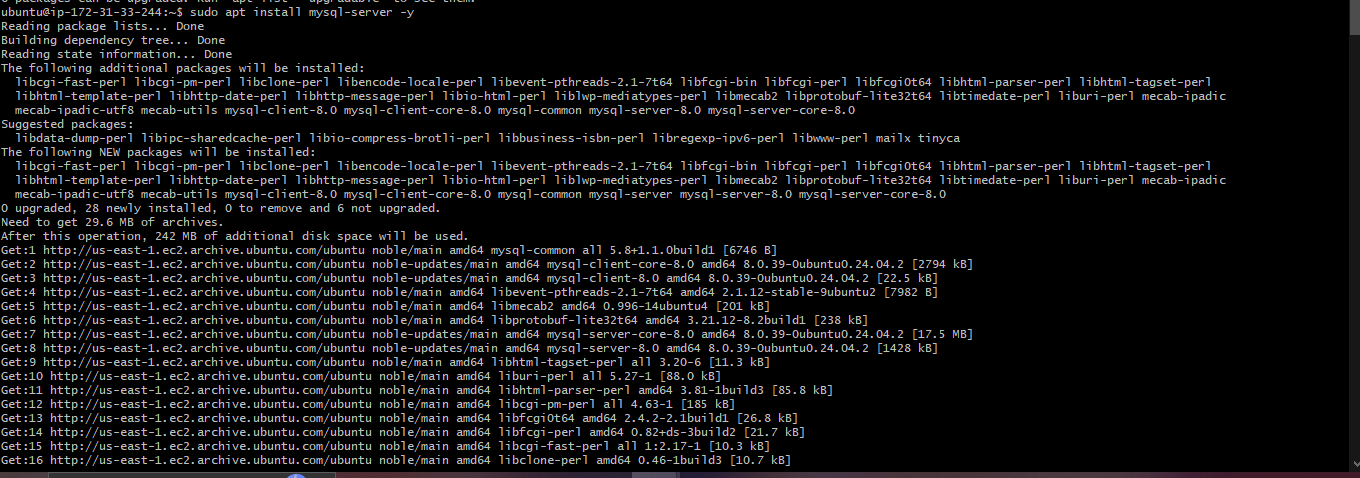 ubuntu@ip-172-31-33-244:~$ sudo apt install mysql-server -y
Reading package lists... Done
Building dependency tree... Done
Reading state information... Done
The following additional packages will be installed:
  libcgi-fast-perl libcgi-pm-perl libclone-perl libencode-locale-perl libevent-pthreads-2.1-7t64 libfcgi-bin libfcgi-perl libfcgi0t64 libhtml-parser-perl libhtml-tagset-perl
  libhtml-template-perl libhttp-date-perl libhttp-message-perl libio-html-perl liblwp-mediatypes-perl libmecab2 libprotobuf-lite32t64 libtimedate-perl liburi-perl mecab-ipadic
  mecab-ipadic-utf8 mecab-utils mysql-client-8.0 mysql-client-core-8.0 mysql-common mysql-server-8.0 mysql-server-core-8.0
Suggested packages:
  libdata-dump-perl libipc-sharedcache-perl libio-compress-brotli-perl libbusiness-isbn-perl libregexp-ipv6-perl libwww-perl mailx tinyca
The following NEW packages will be installed:
  libcgi-fast-perl libcgi-pm-perl libclone-perl libencode-locale-perl libevent-pthreads-2.1-7t64 libfcgi-bin libfcgi-perl libfcgi0t64 libhtml-parser-perl libhtml-tagset-perl
  libhtml-template-perl libhttp-date-perl libhttp-message-perl libio-html-perl liblwp-mediatypes-perl libmecab2 libprotobuf-lite32t64 libtimedate-perl liburi-perl mecab-ipadic
  mecab-ipadic-utf8 mecab-utils mysql-client-8.0 mysql-client-core-8.0 mysql-common mysql-server mysql-server-8.0 mysql-server-core-8.0
0 upgraded, 28 newly installed, 0 to remove and 6 not upgraded.
Need to get 29.6 MB of archives.
After this operation, 242 MB of additional disk space will be used.
Get:1 http://us-east-1.ec2.archive.ubuntu.com/ubuntu noble/main amd64 mysql-common all 5.8+1.1.0build1 [6746 B]
Get:2 http://us-east-1.ec2.archive.ubuntu.com/ubuntu noble-updates/main amd64 mysql-client-core-8.0 amd64 8.0.39-0ubuntu0.24.04.2 [2794 kB]
Get:3 http://us-east-1.ec2.archive.ubuntu.com/ubuntu noble-updates/main amd64 mysql-client-8.0 amd64 8.0.39-0ubuntu0.24.04.2 [22.5 kB]
Get:4 http://us-east-1.ec2.archive.ubuntu.com/ubuntu noble/main amd64 libevent-pthreads-2.1-7t64 amd64 2.1.12-stable-9ubuntu2 [7982 B]
Get:5 http://us-east-1.ec2.archive.ubuntu.com/ubuntu noble/main amd64 libmecab2 amd64 0.996-14ubuntu4 [201 kB]
Get:6 http://us-east-1.ec2.archive.ubuntu.com/ubuntu noble/main amd64 libprotobuf-lite32t64 amd64 3.21.12-8.2build1 [238 kB]
Get:7 http://us-east-1.ec2.archive.ubuntu.com/ubuntu noble-updates/main amd64 mysql-server-core-8.0 amd64 8.0.39-0ubuntu0.24.04.2 [17.5 MB]
Get:8 http://us-east-1.ec2.archive.ubuntu.com/ubuntu noble-updates/main amd64 mysql-server-8.0 amd64 8.0.39-0ubuntu0.24.04.2 [1428 kB]
Get:9 http://us-east-1.ec2.archive.ubuntu.com/ubuntu noble/main amd64 libhtml-tagset-perl all 3.20-6 [11.3 kB]
Get:10 http://us-east-1.ec2.archive.ubuntu.com/ubuntu noble/main amd64 liburi-perl all 5.27-1 [88.0 kB]
Get:11 http://us-east-1.ec2.archive.ubuntu.com/ubuntu noble/main amd64 libhtml-parser-perl amd64 3.81-1build3 [85.8 kB]
Get:12 http://us-east-1.ec2.archive.ubuntu.com/ubuntu noble/main amd64 libcgi-pm-perl all 4.63-1 [185 kB]
Get:13 http://us-east-1.ec2.archive.ubuntu.com/ubuntu noble/main amd64 libfcgi0t64 amd64 2.4.2-2.1build1 [26.8 kB]
Get:14 http://us-east-1.ec2.archive.ubuntu.com/ubuntu noble/main amd64 libfcgi-perl amd64 0.82+ds-3build2 [21.7 kB]
Get:15 http://us-east-1.ec2.archive.ubuntu.com/ubuntu noble/main amd64 libcgi-fast-perl all 1:2.17-1 [10.3 kB]
Get:16 http://us-east-1.ec2.archive.ubuntu.com/ubuntu noble/main amd64 libclone-perl amd64 0.46-1build3 [10.7 kB]